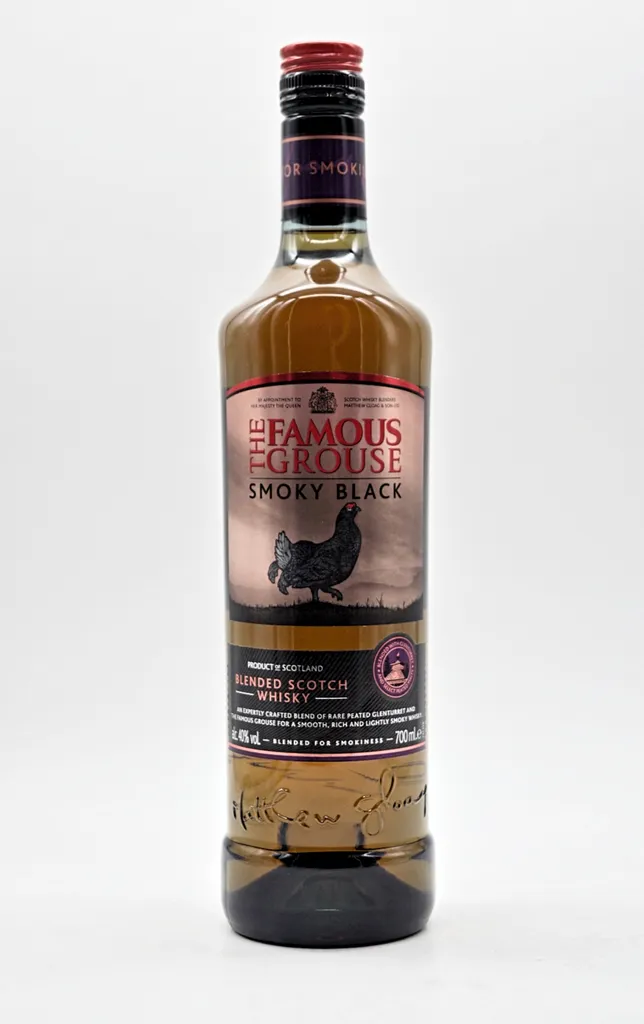 OR SMOKI
BY APPOINTMENT TO
HER MAJESTY THE QUEEN
SCOTCH WHISKY BLENDERS
MATTHEW GLOAG & SON LTD
THE FAMOUS
GROUSE
SMOKY BLACK
PRODUCT OF SCOTLAND
BLENDED SCOTCH
WHISKY
AN EXPERTLY CRAFTED BLEND OF RARE PEATED GLENTURRET AND
THE FAMOUS GROUSE FOR A SMOOTH, RICH AND LIGHTLY SMOKY WHISKY
alc. 40% vol. — BLENDED FOR SMOKINESS — 700 ml. e
Matthew Gloag